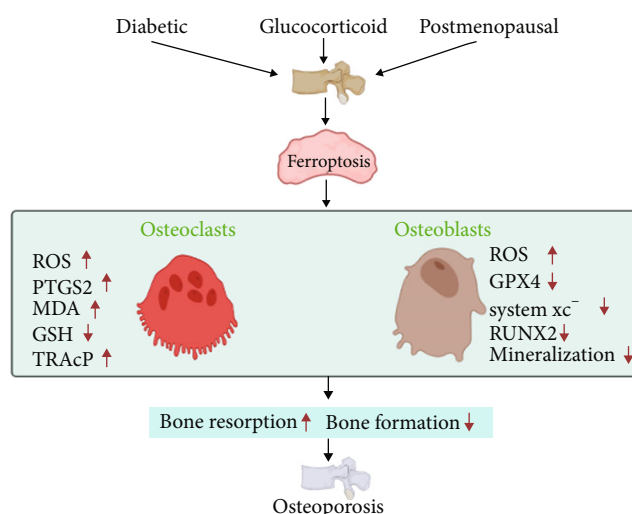 Diabetic Glucocorticoid Postmenopausal
Ferroptosis
Osteoclasts
ROS ↑
PTGS2 ↑
MDA ↑
GSH ↓
TRAcP ↑
Osteoblasts
ROS ↑
GPX4 ↓
system xc⁻ ↓
RUNX2 ↓
Mineralization ↓
Bone resorption ↑ Bone formation ↓
Osteoporosis